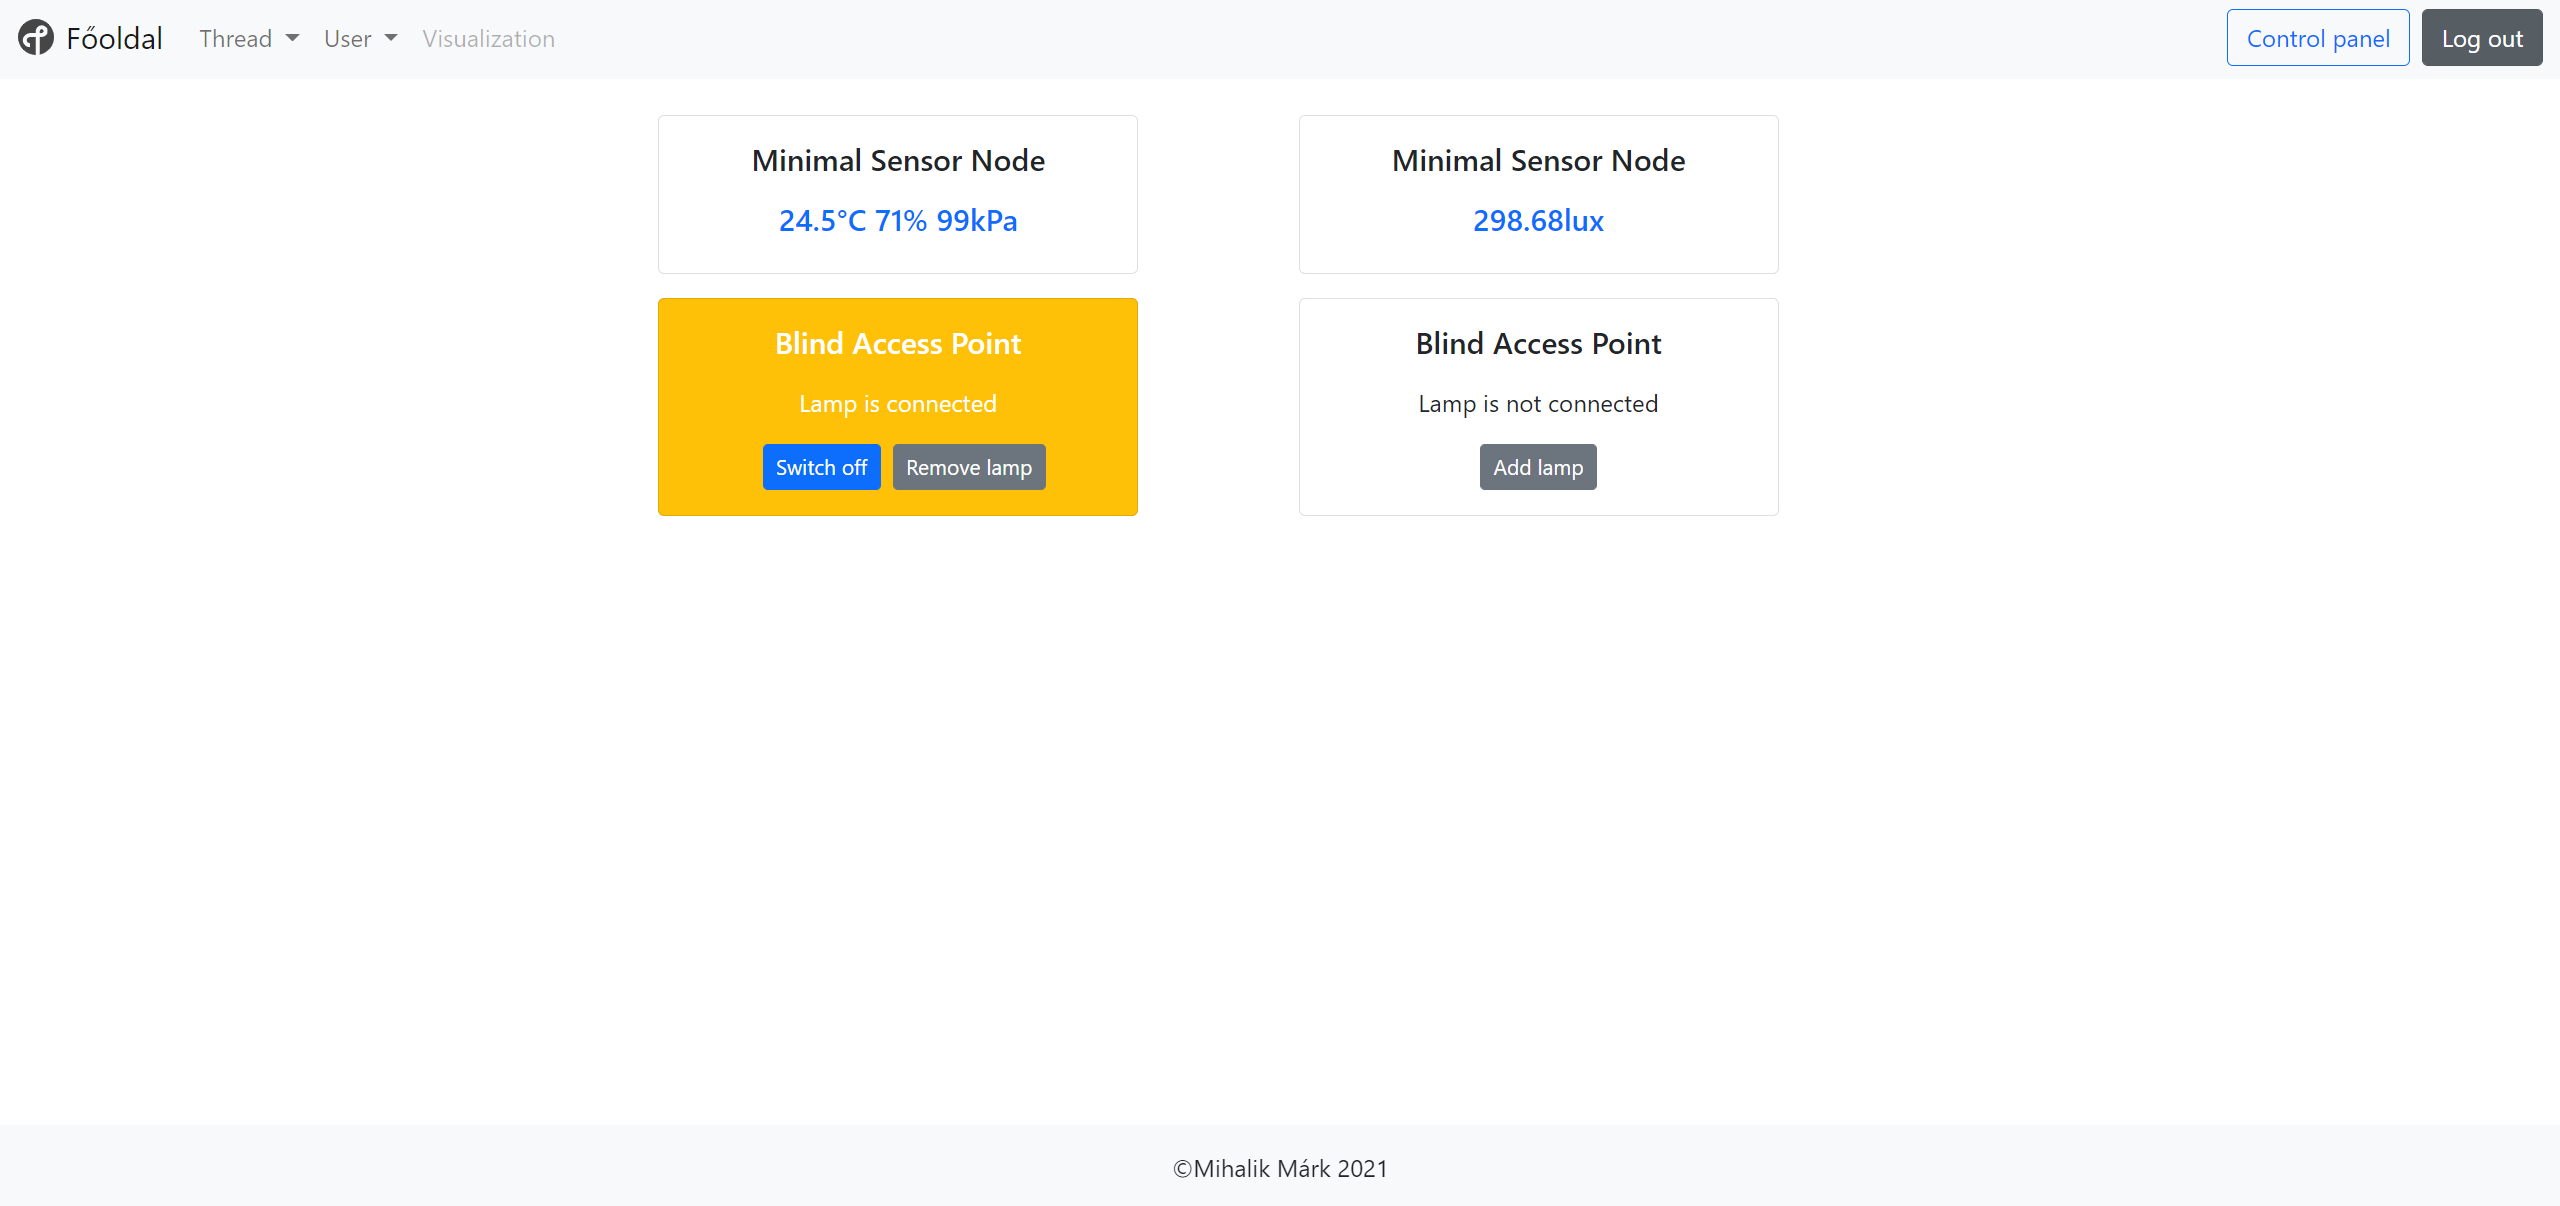 Főoldal Thread User Visualization Control panel Log out
Minimal Sensor Node
24.5°C 71% 99kPa
Minimal Sensor Node
298.68lux
Blind Access Point
Lamp is connected
Switch off Remove lamp
Blind Access Point
Lamp is not connected
Add lamp
©Mihalik Márk 2021